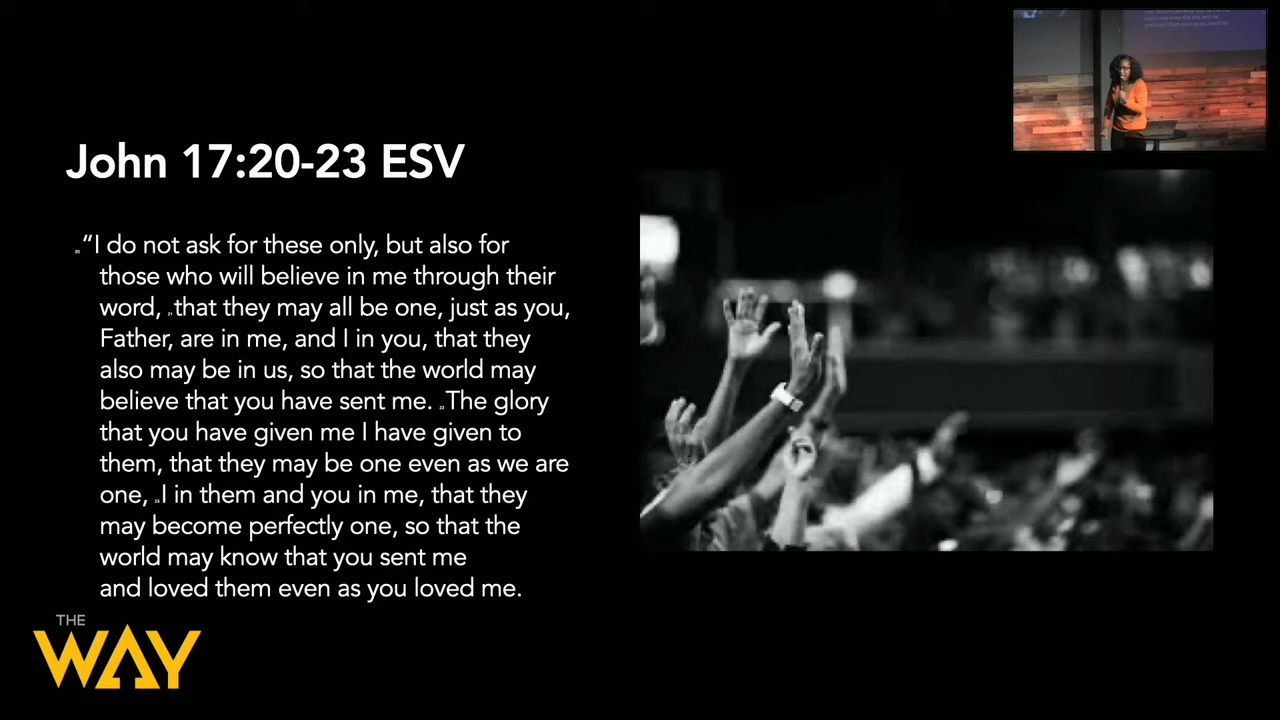 John 17:20-23 ESV
“I do not ask for these only, but also for
those who will believe in me through their
word, that they may all be one, just as you,
Father, are in me, and I in you, that they
also may be in us, so that the world may
believe that you have sent me. The glory
that you have given me I have given to
them, that they may be one even as we are
one, I in them and you in me, that they
may become perfectly one, so that the
world may know that you sent me
and loved them even as you loved me.
THE
WAY